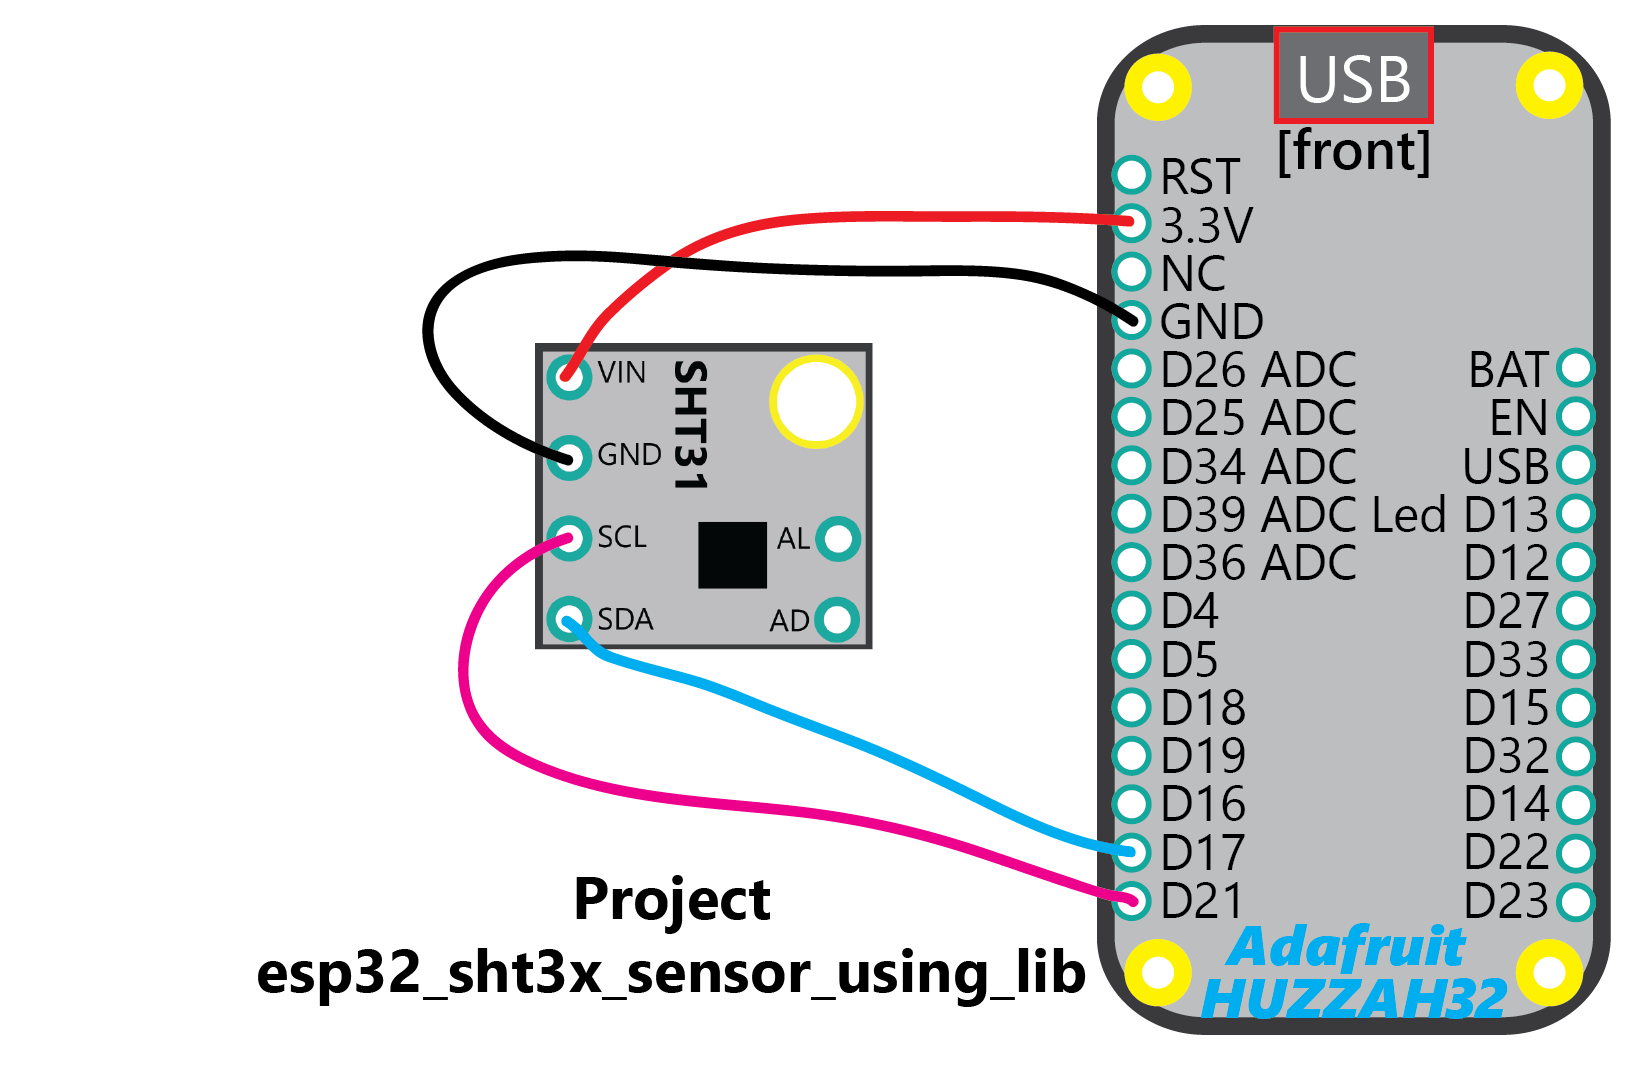 USB
[front]
RST
3.3V
NC
GND
D26 ADC
D25 ADC
D34 ADC
D39 ADC
D36 ADC
D4
D5
D18
D19
D16
D17
D21
BAT
EN
USB
Led D13
D12
D27
D33
D15
D32
D14
D22
D23
Adafruit
HUZZAH32
VIN
GND
SCL
SDA
SHT31
AL
AD
Project
esp32_sht3x_sensor_using_lib